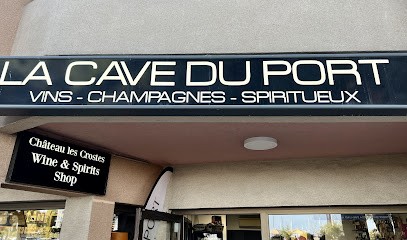 LA CAVE DU PORT
VINS - CHAMPAGNES - SPIRITUEUX
Château les Crostes
Wine & Spirits
Shop